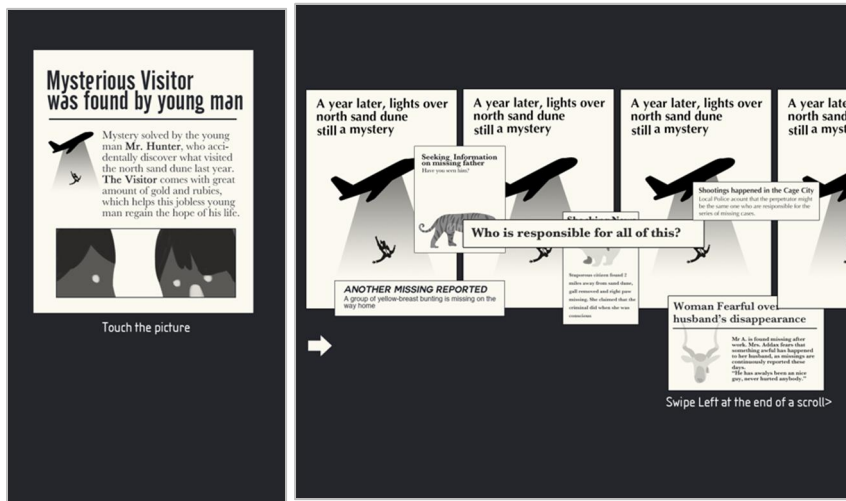 Mysterious Visitor
was found by young man
Mystery solved by the young
man Mr. Hunter, who acci-
dentally discover what visited
the north sand dune last year.
The Visitor comes with great
amount of gold and rubies,
which helps this jobless young
man regain the hope of his life.
Touch the picture
A year later, lights over
north sand dune
still a mystery
A year later, lights over
north sand dune
still a mystery
A year later, lights over
north sand dune
still a mystery
A year later, lights
north sand
still a
Seeking Information
on missing father
Have you seen him?
Shootings happened in the Cage City
Local Police acount that the perpetrator might
be the same one who are responsible for the
series of missing cases.
Who is responsible for all of this?
ANOTHER MISSING REPORTED
A group of yellow-breast bunting is missing on the
way home
Temporous citizen found 2
miles away from sand dune,
gall removed and right paw
missing. She claimed that the
criminal did when she was
conscious
Woman Fearful over
husband's disappearance
Mr A. is found missing after
work. Mrs. Addax fears that
something awful has happened
to her husband, as missings are
continuously reported these
days.
"He has awalys been an nice
guy, never hurted anybody."
Swipe Left at the end of a scroll>